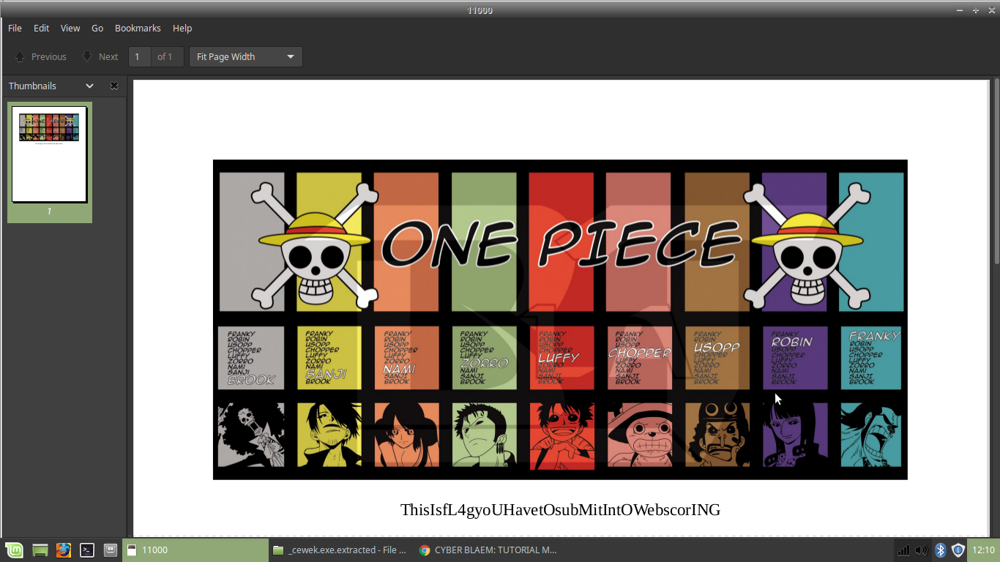 11000
File Edit View Go Bookmarks Help
Previous Next 1 of 1 Fit Page Width
Thumbnails
1
ONE PIECE
FRANKY
ROBIN
USOPP
CHOPPER
LUFFY
ZORRO
NAMI
SANJI
BROOK
FRANKY
ROBIN
USOPP
CHOPPER
LUFFY
ZORRO
NAMI
SANJI
BROOK
FRANKY
ROBIN
USOPP
CHOPPER
LUFFY
ZORRO
NAMI
SANJI
BROOK
FRANKY
ROBIN
USOPP
CHOPPER
LUFFY
ZORRO
NAMI
SANJI
BROOK
FRANKY
ROBIN
USOPP
CHOPPER
LUFFY
ZORRO
NAMI
SANJI
BROOK
FRANKY
ROBIN
USOPP
CHOPPER
LUFFY
ZORRO
NAMI
SANJI
BROOK
FRANKY
ROBIN
USOPP
CHOPPER
LUFFY
ZORRO
NAMI
SANJI
BROOK
FRANKY
ROBIN
USOPP
CHOPPER
LUFFY
ZORRO
NAMI
SANJI
BROOK
FRANKY
ROBIN
USOPP
CHOPPER
LUFFY
ZORRO
NAMI
SANJI
BROOK
ThisIsfL4gyoUHavetOsubMitIntOWebscorING
11000 _cewek.exe.extracted - File ... CYBER BLAEM: TUTORIAL M... 12:10